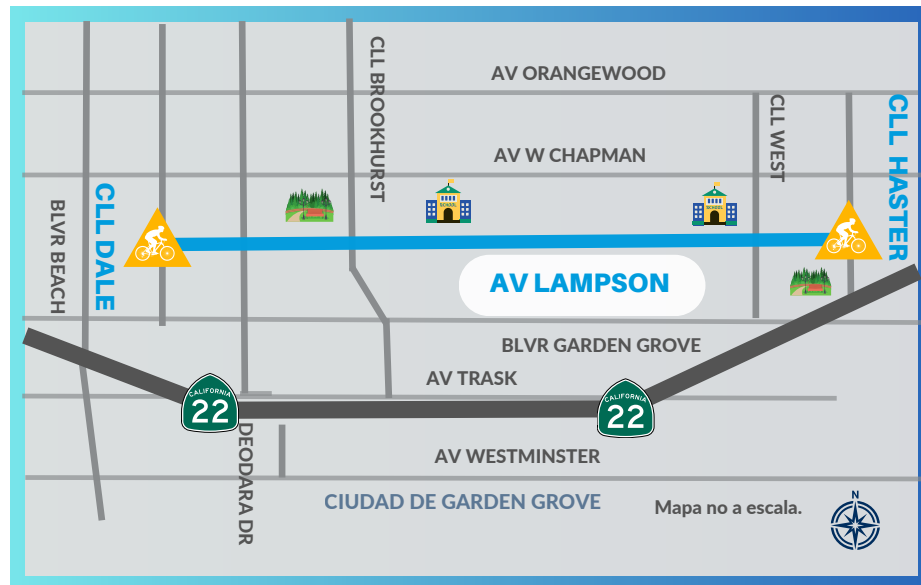 AV ORANGEWOOD
CLL BROOKHURST
CLL WEST
CLL HASTER
AV W CHAPMAN
SCHOOL
SCHOOL
CLL DALE
BLVR BEACH
AV LAMPSON
BLVR GARDEN GROVE
AV TRASK
CALIFORNIA
22
CALIFORNIA
22
DEODARA DR
AV WESTMINSTER
CIUDAD DE GARDEN GROVE
Mapa no a escala.
N